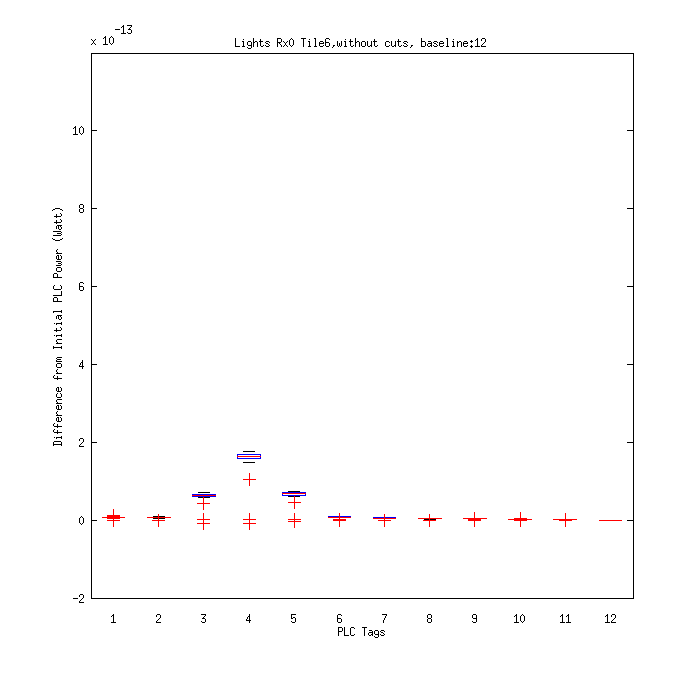 x 10 -13
Lights Rx0 Tile6,without cuts, baseline:12
10
8
6
4
2
0
-2
Difference from Initial PLC Power (Watt)
1 2 3 4 5 6 7 8 9 10 11 12
PLC Tags